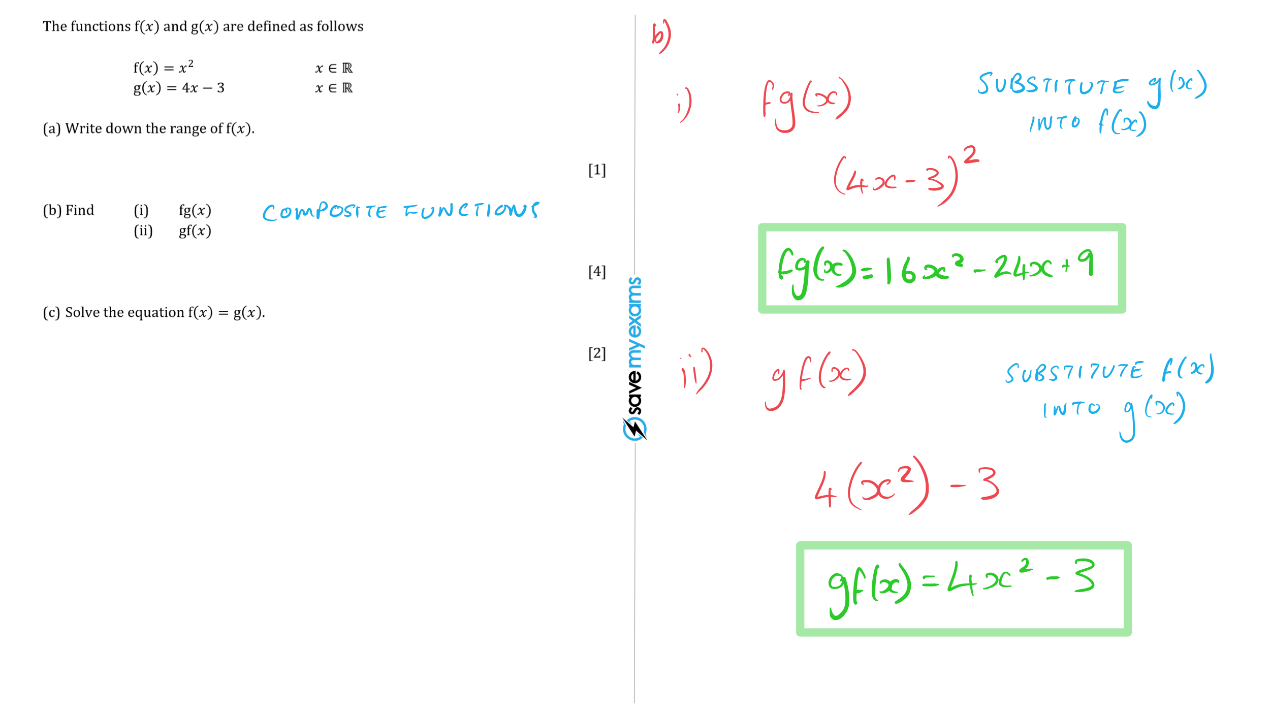 The functions f(x) and g(x) are defined as follows
f(x) = x² x ∈ ℝ
g(x) = 4x − 3 x ∈ ℝ
(a) Write down the range of f(x).
[1]
(b) Find (i) fg(x) COMPOSITE FUNCTIONS
(ii) gf(x)
[4]
(c) Solve the equation f(x) = g(x).
[2]
save my exams
b)
i) fg(x) SUBSTITUTE g(x)
INTO f(x)
(4x − 3)²
fg(x) = 16x² − 24x + 9
ii) gf(x) SUBSTITUTE f(x)
INTO g(x)
4(x²) − 3
gf(x) = 4x² − 3